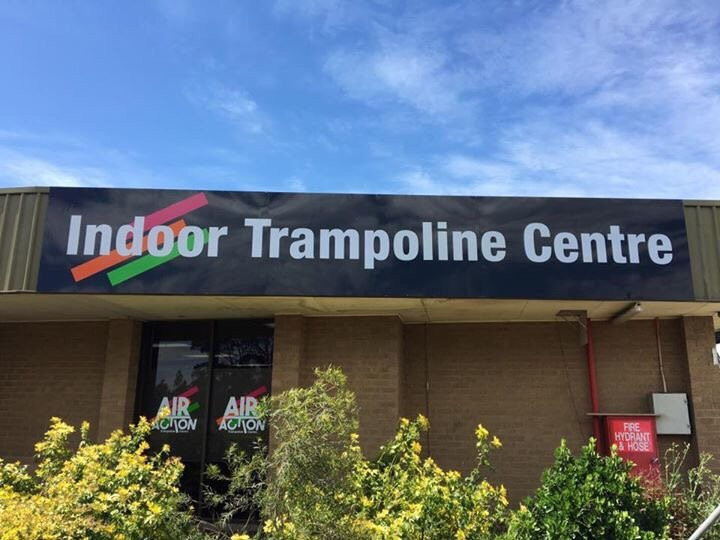 Indoor Trampoline Centre
AIR
ACTION
AIR
ACTION
FIRE
HYDRANT
& HOSE